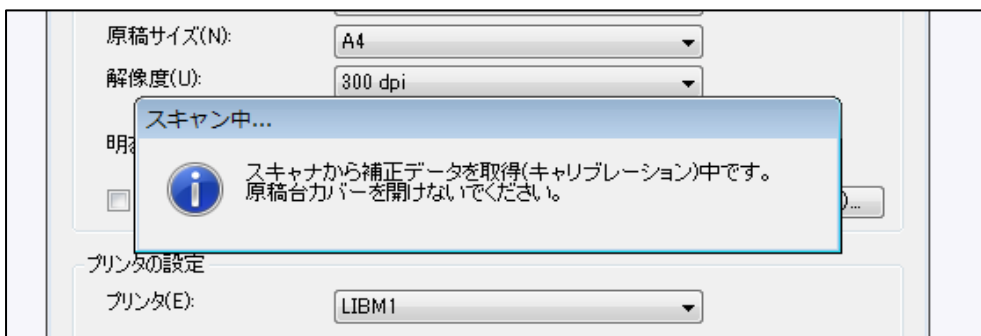 原稿サイズ(N):
A4
解像度(U):
300 dpi
スキャン中...
スキャナから補正データを取得(キャリブレーション)中です。
原稿台カバーを開けないでください。
プリンタの設定
プリンタ(E):
LIBM1